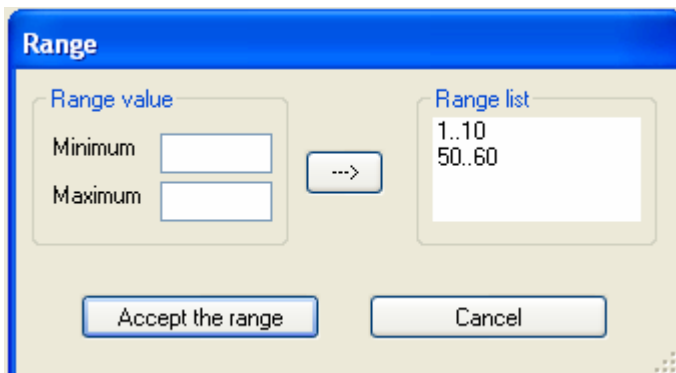 Range
Range value
Minimum
Maximum
--->
Range list
1..10
50..60
Accept the range
Cancel